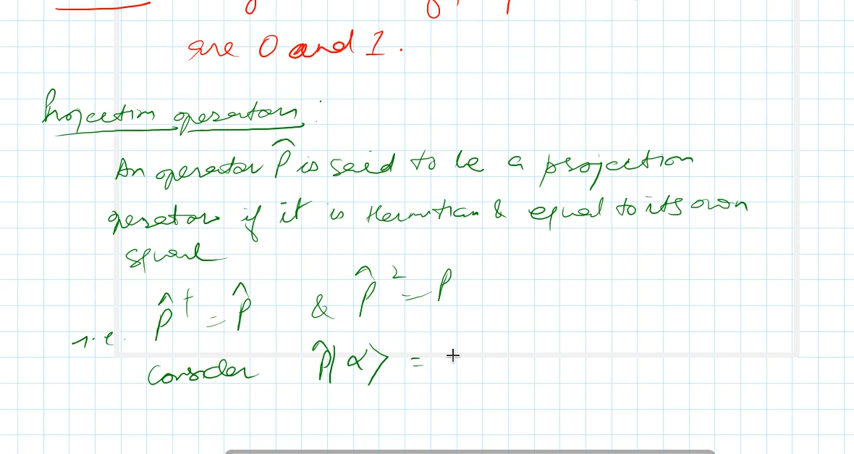 are 0 and 1.
Projection operators :
An operator P̂ is said to be a projection
operator if it is Hermitian & equal to its own
square
i.e. P̂† = P̂ & P̂² = P
Consider P̂|α⟩ =